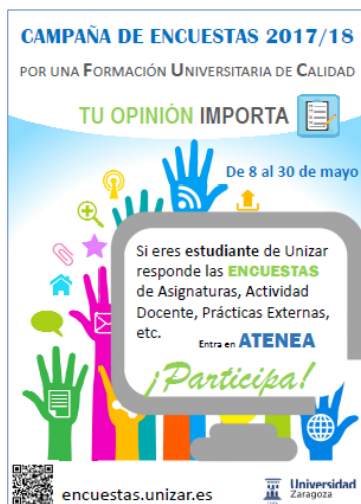 CAMPAÑA DE ENCUESTAS 2017/18
POR UNA FORMACIÓN UNIVERSITARIA DE CALIDAD
TU OPINIÓN IMPORTA
De 8 al 30 de mayo
Si eres estudiante de Unizar
responde las ENCUESTAS
de Asignaturas, Actividad
Docente, Prácticas Externas,
etc.
Entra en ATENEA
¡Participa!
encuestas.unizar.es
Universidad
Zaragoza